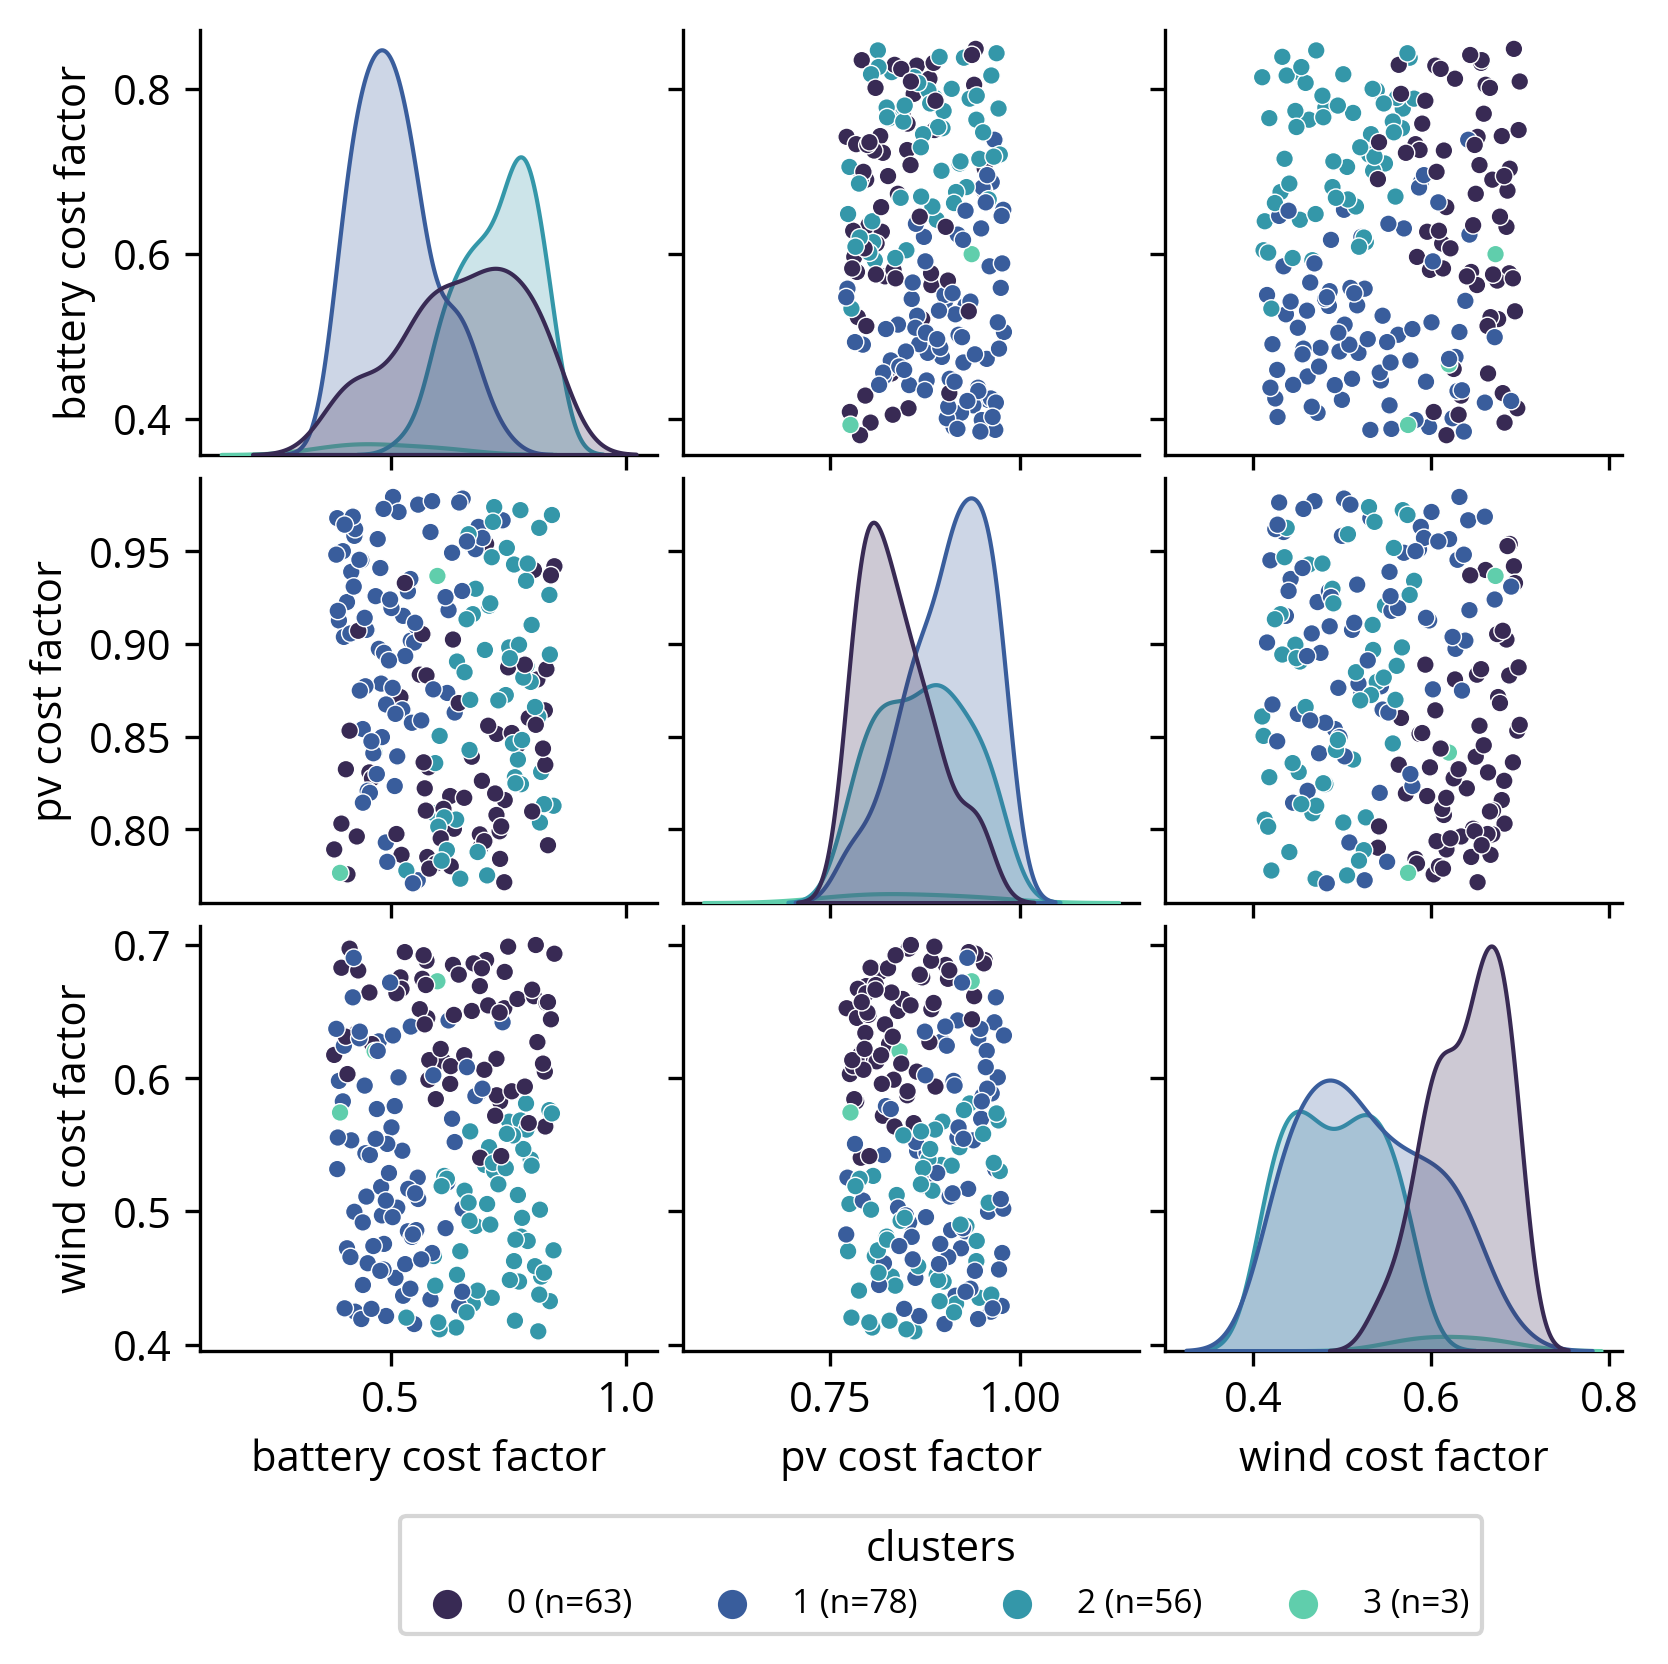 battery cost factor
0.8
0.6
0.4
pv cost factor
0.95
0.90
0.85
0.80
wind cost factor
0.7
0.6
0.5
0.4
0.5 1.0 0.75 1.00 0.4 0.6 0.8
battery cost factor pv cost factor wind cost factor
clusters
0 (n=63) 1 (n=78) 2 (n=56) 3 (n=3)